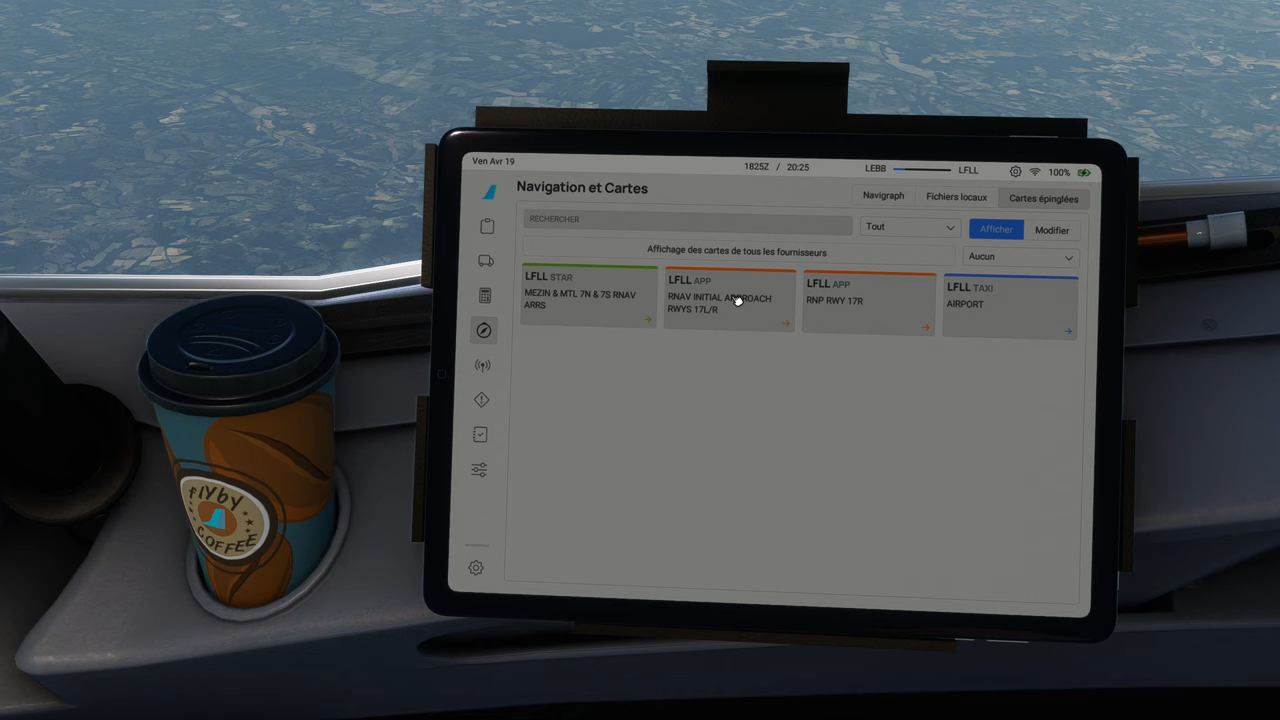 Ven Avr 19
1825Z / 20:25
LEBB
LFLL
100%
Navigation et Cartes
Navigraph
Fichiers locaux
Cartes épinglées
RECHERCHER
Tout
Afficher
Modifier
Affichage des cartes de tous les fournisseurs
Aucun
LFLL STAR
MEZIN & MTL 7N & 7S RNAV
ARRS
LFLL APP
RNAV INITIAL APPROACH
RWYS 17L/R
LFLL APP
RNP RWY 17R
LFLL TAXI
AIRPORT
flyby
COFFEE